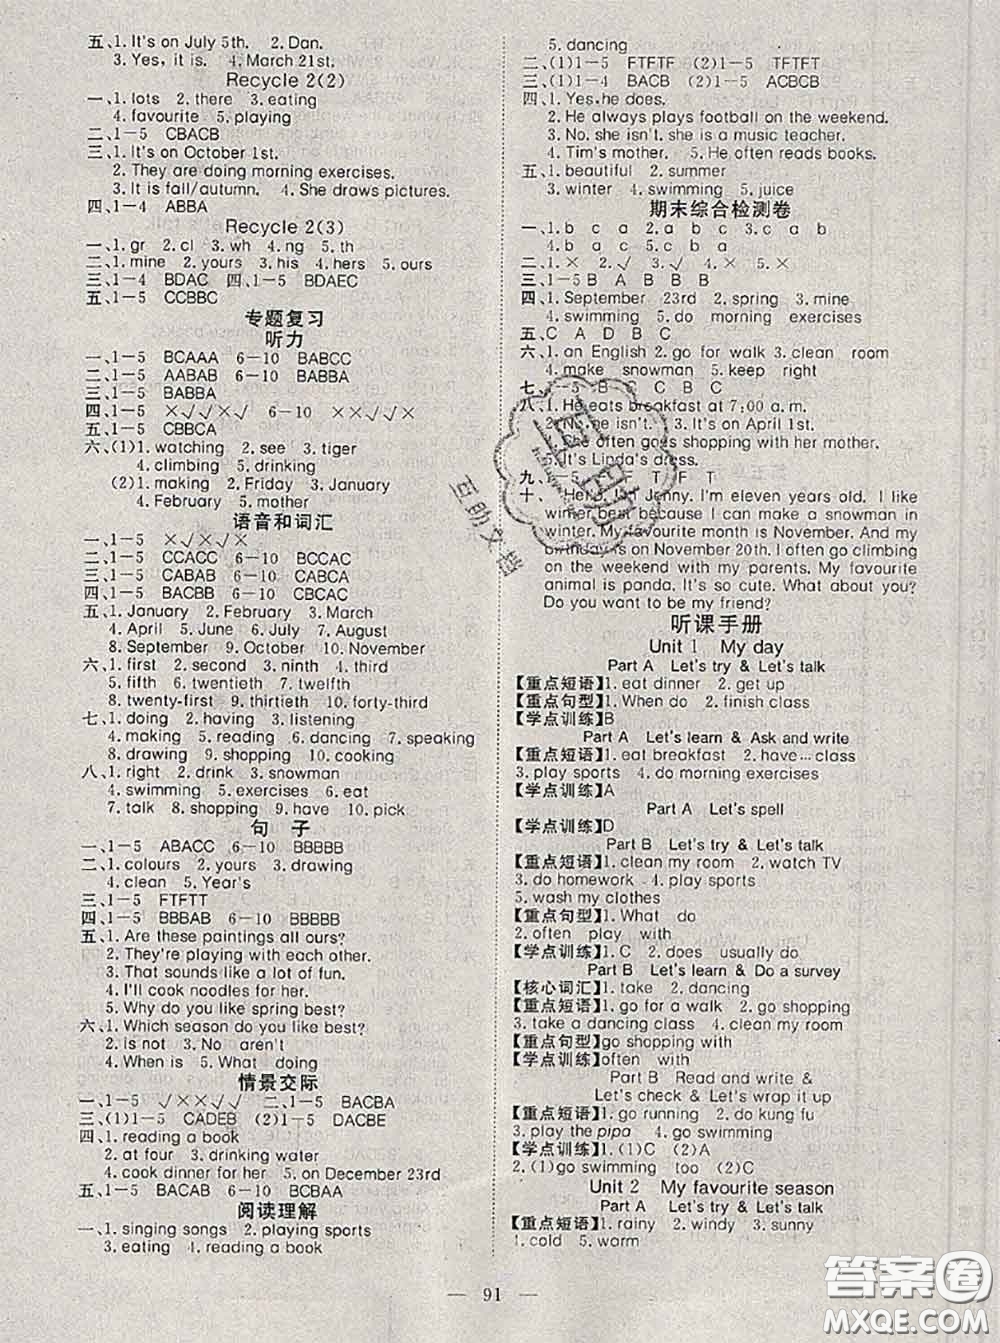 五、1. It's on July 5th.  2. Dan.
3. Yes, it is.  4. March 21st.
Recycle 2(2)
一、1. lots  2. there  3. eating
4. favourite  5. playing
二、1－5  CBACB
三、1. It's on October 1st.
2. They are doing morning exercises.
3. It is fall/autumn.  4. She draws pictures.
四、1－4  ABBA
Recycle 2(3)
一、1. gr  2. cl  3. wh  4. ng  5. th
二、1. mine  2. yours  3. his  4. hers  5. ours
三、1－4  BDAC  四、1－5  BDAEC
五、1－5  CCBBC
专题复习
听力
一、1－5  BCAAA  6－10  BABCC
二、1－5  AABAB  6－10  BABBA
三、1－5  BABBA
四、1－5  ×√√×√  6－10  √××√×
六、(1)1. watching  2. see  3. tiger
4. climbing  5. drinking
(2)1. making  2. Friday  3. January
4. February  5. mother
语音和词汇
一、1－5  ×√×√×
二、1－5  CCACC  6－10  BCCAC
三、1－5  CABAB  6－10  CABCA
四、1－5  BACBB  6－10  CBCAC
五、1. January  2. February  3. March
4. April  5. June  6. July  7. August
8. September  9. October  10. November
六、1. first  2. second  3. ninth  4. third
5. fifth  6. twentieth  7. twelfth
8. twenty-first  9. thirtieth  10. forty-third
七、1. doing  2. having  3. listening
4. making  5. reading  6. dancing  7. speaking
8. drawing  9. shopping  10. cooking
八、1. right  2. drink  3. snowman
4. swimming  5. exercises  6. eat
7. talk  8. shopping  9. have  10. pick
句  子
一、1－5  ABACC  6－10  BBBBB
二、1. colours  2. yours  3. drawing
4. clean  5. Year's
三、1－5  FTFTT
四、1－5  BBBAB  6－10  BBBBB
五、1. Are these paintings all ours?
2. They're playing with each other.
3. That sounds like a lot of fun.
4. I'll cook noodles for her.
5. Why do you like spring best?
六、1. Which season do you like best?
2. is not  3. No  aren't
4. When is  5. What  doing
情景交际
一、1－5  √××√√  二、1－5  BACBA
三、(1)1－5  CADEB  (2)1－5  DACBE
四、1. reading a book
2. at four  3. drinking water
4. cook dinner for her  5. on December 23rd
五、1－5  BACAB  6－10  BCBAA
阅读理解
一、1. singing songs  2. playing sports
3. eating  4. reading a book
5. dancing
二、(1)1－5  FTFTF  (2)1－5  TFTFT
三、(1)1－4  BACB  (2)1－5  ACBCB
四、1. Yes, he does.
2. He always plays football on the weekend.
3. No. she isn't. she is a music teacher.
4. Tim's mother.  5. He often reads books.
五、1. beautiful  2. summer
3. winter  4. swimming  5. juice
期末综合检测卷
一、1. b  c  a  2. a  b  c  3. c  a  b
4. b  a  c  5. b  c  a
二、1. ×  2. √  3. √  4. ×  5. ×
三、1－5  B  A  B  B  B
四、1. September  23rd  2. spring  3. mine
4. swimming  5. do  morning  exercises
五、C  A  D  B  C
六、1. an  English  2. go  for  walk  3. clean  room
4. make  snowman  5. keep  right
七、1－5  B  C  C  B  C
八、1. He eats breakfast at 7:00 a. m.
2. No, he isn't.  3. It's on April 1st.
She often goes shopping with her mother.
5. It's Linda's dress.
九、1－5  T  F  T
十、Hello, I'm Jenny. I'm eleven years old. I like
winter best because I can make a snowman in
winter. My favourite month is November. And my
birthday is on November 20th. I often go climbing
on the weekend with my parents. My favourite
animal is panda. It's so cute. What about you?
Do you want to be my friend?
听课手册
Unit 1  My day
Part A  Let's try & Let's talk
【重点短语】1. eat dinner  2. get up
【重点句型】1. When do  2. finish class
【学点训练】B
Part A  Let's learn & Ask and write
【重点短语】1. eat breakfast  2. have…class
3. play sports  4. do morning exercises
【学点训练】A
Part A  Let's spell
【学点训练】D
Part B  Let's try & Let's talk
【重点短语】1. clean my room  2. watch TV
3. do homework  4. play sports
5. wash my clothes
【重点句型】1. What  do
2. often  play  with
【学点训练】1. C  2. does  usually  do
Part B  Let's learn & Do a survey
【核心词汇】1. take  2. dancing
【重点短语】1. go for a walk  2. go shopping
3. take a dancing class  4. clean my room
【重点句型】go shopping with
【学点训练】often  with
Part B  Read and write &
Let's check & Let's wrap it up
【重点短语】1. go running  2. do kung fu
3. play the pipa  4. go swimming
【学点训练】1. (1)C  (2)A
2. (1)go swimming  too  (2)C
Unit 2  My favourite season
Part A  Let's try & Let's talk
【重点短语】1. rainy  2. windy  3. sunny
4. cold  5. warm
— 91 —
互助文档
答案圈
MXQE.COM